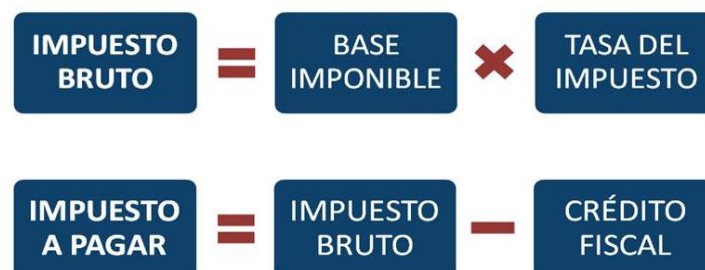 IMPUESTO BRUTO = BASE IMPONIBLE × TASA DEL IMPUESTO
IMPUESTO A PAGAR = IMPUESTO BRUTO − CRÉDITO FISCAL